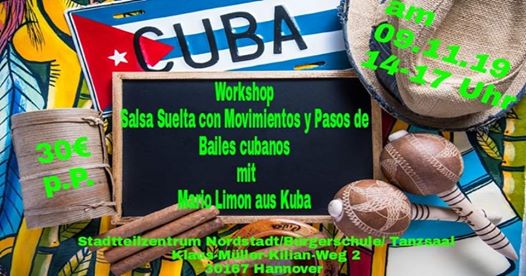 CUBA
am
09.11.19
14-17 Uhr
Workshop
Salsa Suelta con Movimientos y Pasos de
Bailes cubanos
mit
Mario Limon aus Kuba
30€
p.P.
Stadtteilzentrum Nordstadt/Bürgerschule/ Tanzsaal
Klaus-Müller-Kilian-Weg 2
30167 Hannover